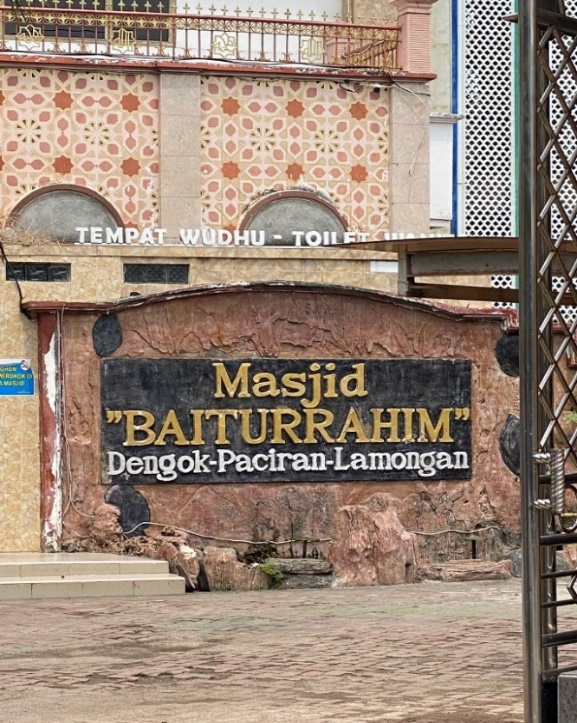 TEMPAT WUDHU - TOILET
Masjid
"BAITURRAHIM"
Dengok-Paciran-Lamongan